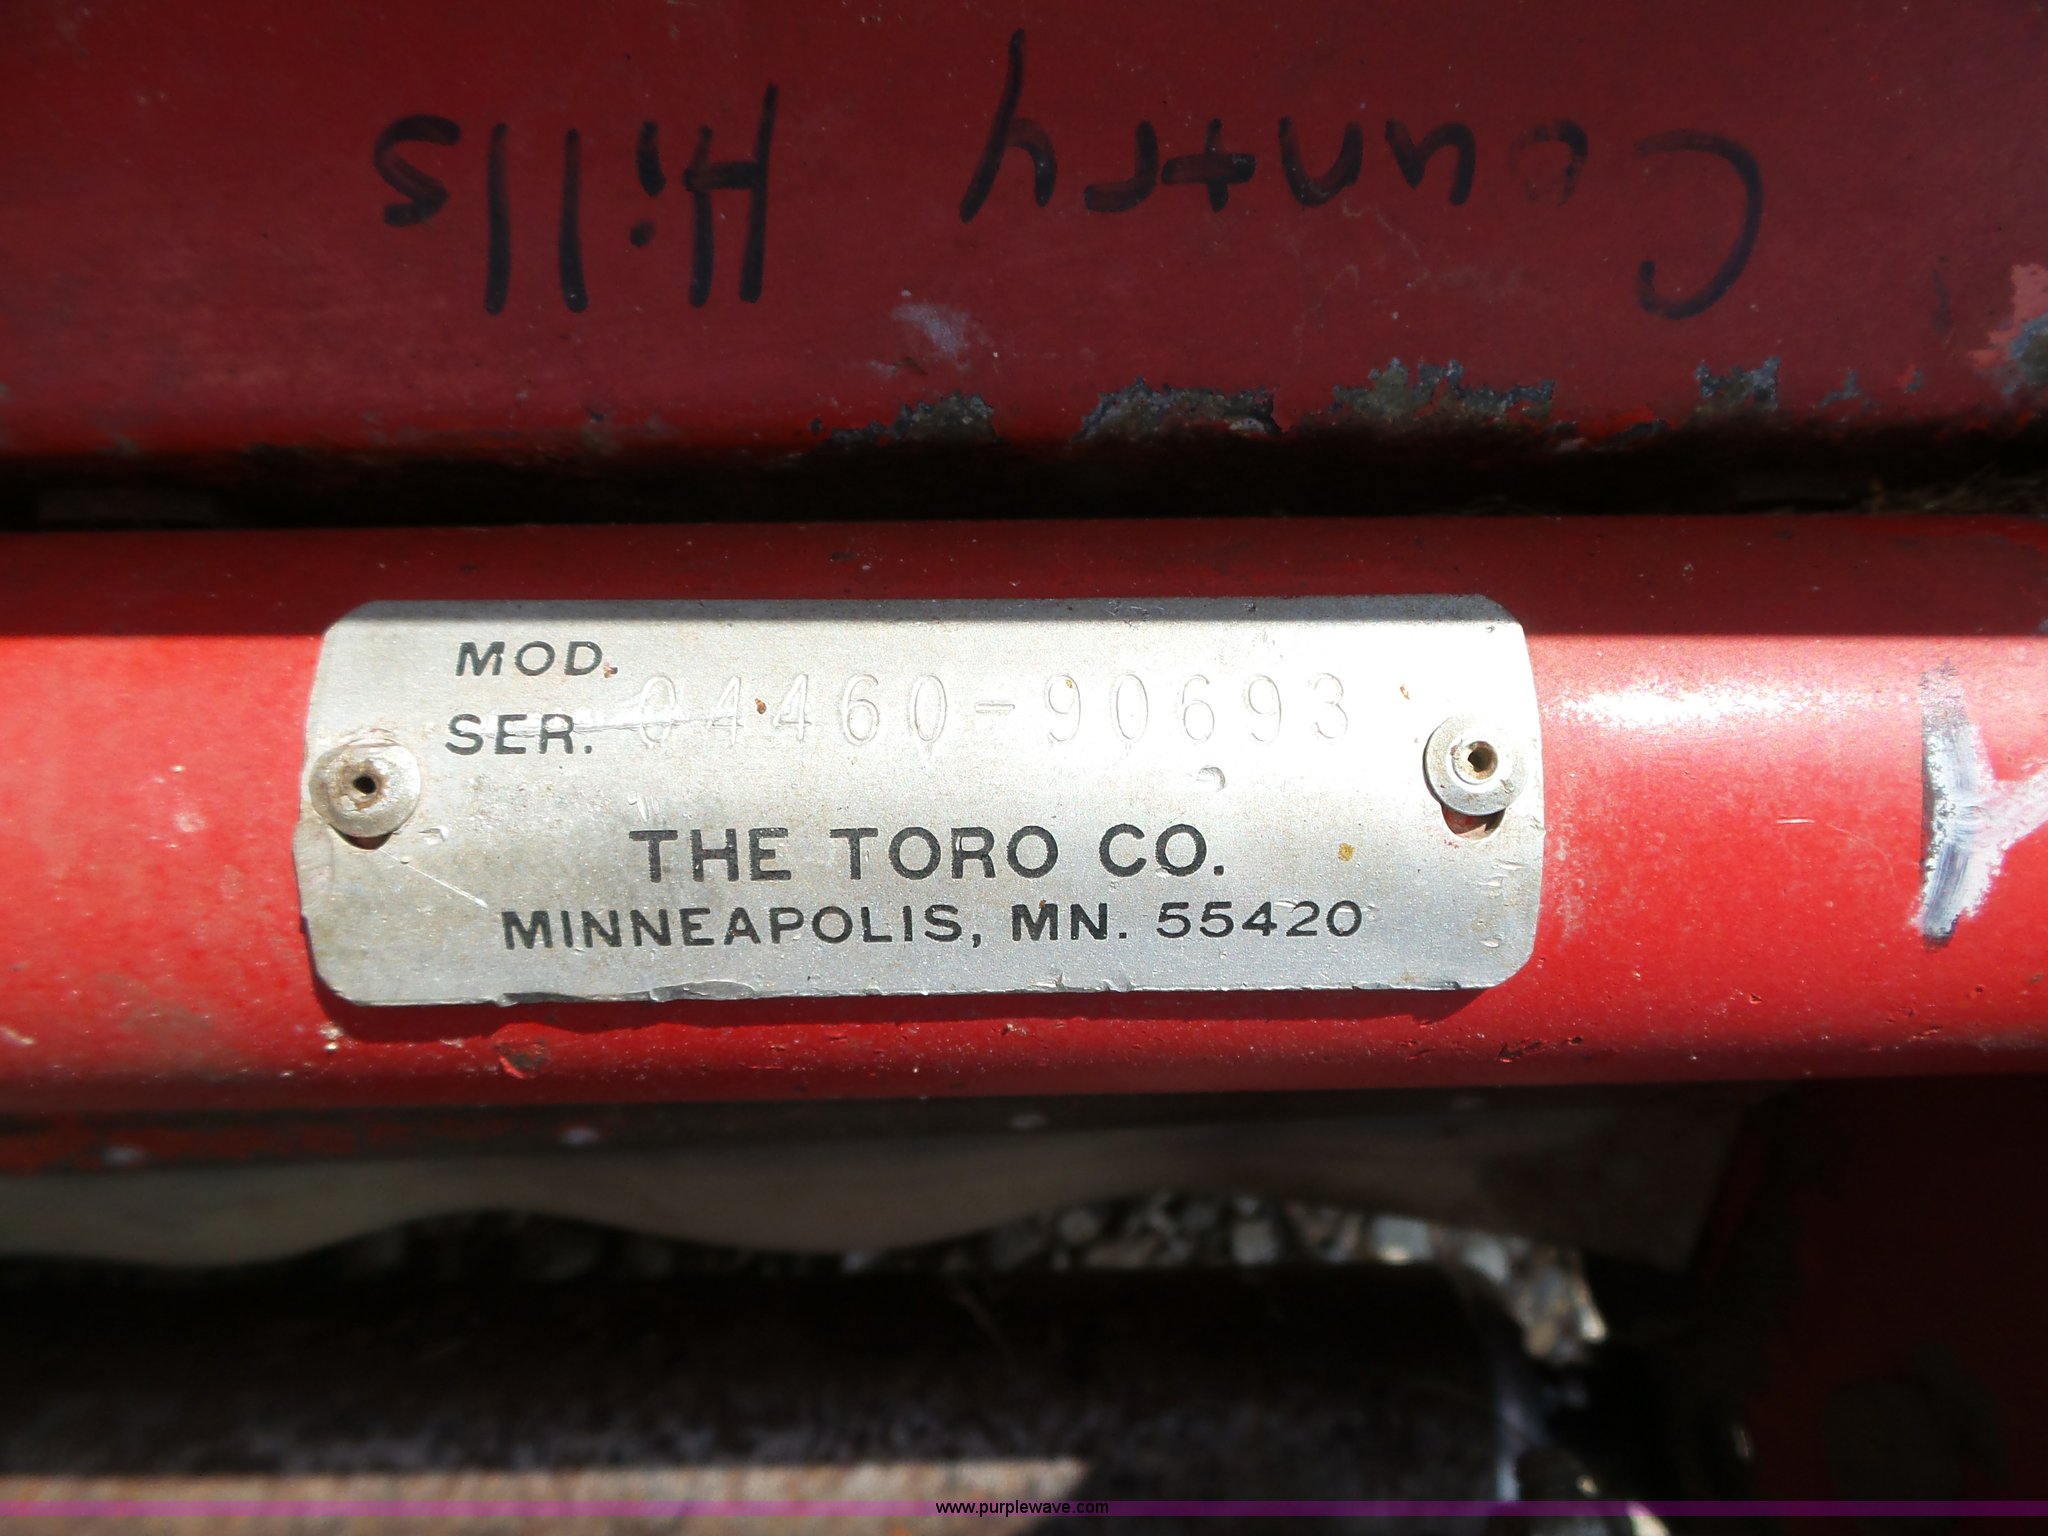 Country Hills
MOD.
SER. 04460-90693
THE TORO CO.
MINNEAPOLIS, MN. 55420
www.purplewave.com